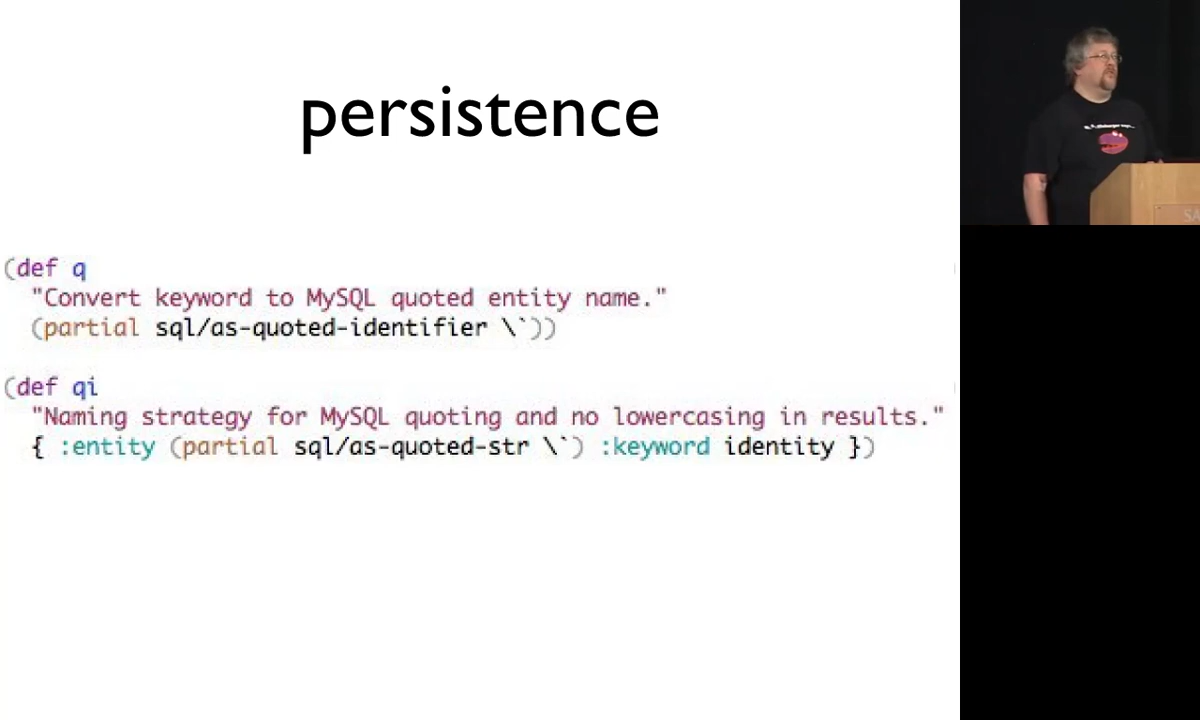 persistence
(def q
"Convert keyword to MySQL quoted entity name."
(partial sql/as-quoted-identifier \`))
(def qi
"Naming strategy for MySQL quoting and no lowercasing in results."
{ :entity (partial sql/as-quoted-str \`) :keyword identity })
SA